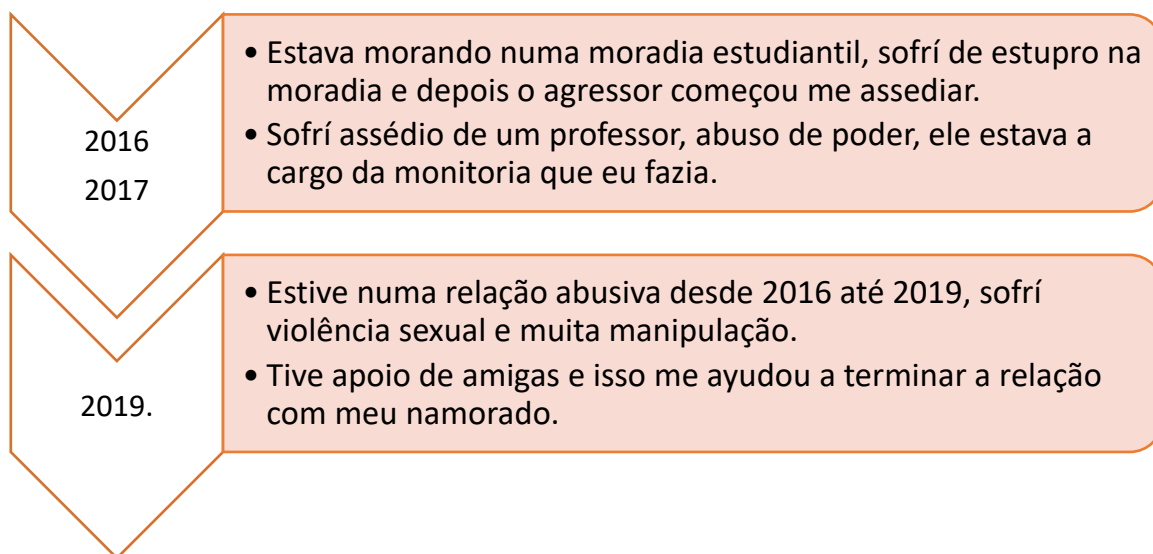 2016
2017
• Estava morando numa moradia estudiantil, sofrí de estupro na
moradia e depois o agressor começou me assediar.
• Sofrí assédio de um professor, abuso de poder, ele estava a
cargo da monitoria que eu fazia.
2019.
• Estive numa relação abusiva desde 2016 até 2019, sofrí
violência sexual e muita manipulação.
• Tive apoio de amigas e isso me ayudou a terminar a relação
com meu namorado.